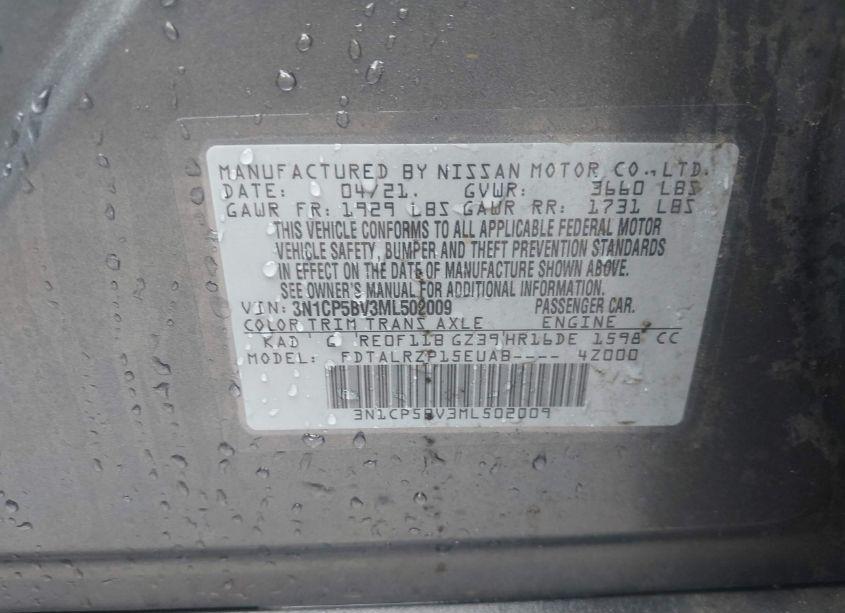 MANUFACTURED BY NISSAN MOTOR CO., LTD.
DATE: 04/21. GVWR: 3660 LBS
GAWR FR: 1929 LBS GAWR RR: 1731 LBS
THIS VEHICLE CONFORMS TO ALL APPLICABLE FEDERAL MOTOR
VEHICLE SAFETY, BUMPER AND THEFT PREVENTION STANDARDS
IN EFFECT ON THE DATE OF MANUFACTURE SHOWN ABOVE.
SEE OWNER'S MANUAL FOR ADDITIONAL INFORMATION.
VIN: 3N1CP5BV3ML502009 PASSENGER CAR.
COLOR TRIM TRANS AXLE ENGINE
KAD G RE0F11B GZ39 HR16DE 1598 CC
MODEL: FDTALRZP15EUAB---- 4Z000
3N1CP5BV3ML502009